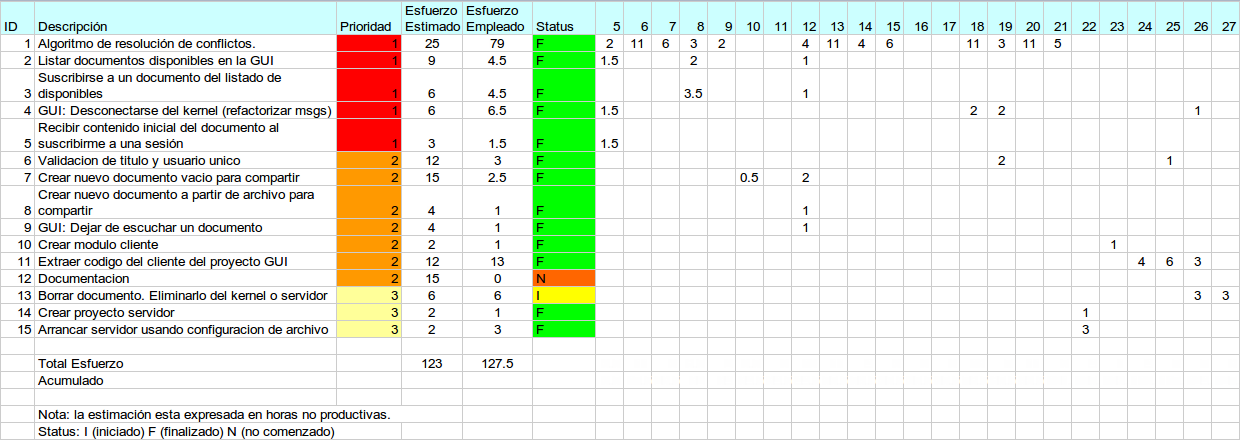 ID Descripción Prioridad Esfuerzo Estimado Esfuerzo Empleado Status 5 6 7 8 9 10 11 12 13 14 15 16 17 18 19 20 21 22 23 24 25 26 27
1 Algoritmo de resolución de conflictos. 1 25 79 F 2 11 6 3 2 4 11 4 6 11 3 11 5
2 Listar documentos disponibles en la GUI 1 9 4.5 F 1.5 2 1
Suscribirse a un documento del listado de
3 disponibles 1 6 4.5 F 3.5 1
4 GUI: Desconectarse del kernel (refactorizar msgs) 1 6 6.5 F 1.5 2 2 1
Recibir contenido inicial del documento al
5 suscribirme a una sesión 1 3 1.5 F 1.5
6 Validacion de titulo y usuario unico 2 12 3 F 2 1
7 Crear nuevo documento vacio para compartir 2 15 2.5 F 0.5 2
Crear nuevo documento a partir de archivo para
8 compartir 2 4 1 F 1
9 GUI: Dejar de escuchar un documento 2 4 1 F 1
10 Crear modulo cliente 2 2 1 F 1
11 Extraer codigo del cliente del proyecto GUI 2 12 13 F 4 6 3
12 Documentacion 2 15 0 N
13 Borrar documento. Eliminarlo del kernel o servidor 3 6 6 I 3 3
14 Crear proyecto servidor 3 2 1 F 1
15 Arrancar servidor usando configuracion de archivo 3 2 3 F 3
Total Esfuerzo 123 127.5
Acumulado
Nota: la estimación esta expresada en horas no productivas.
Status: I (iniciado) F (finalizado) N (no comenzado)